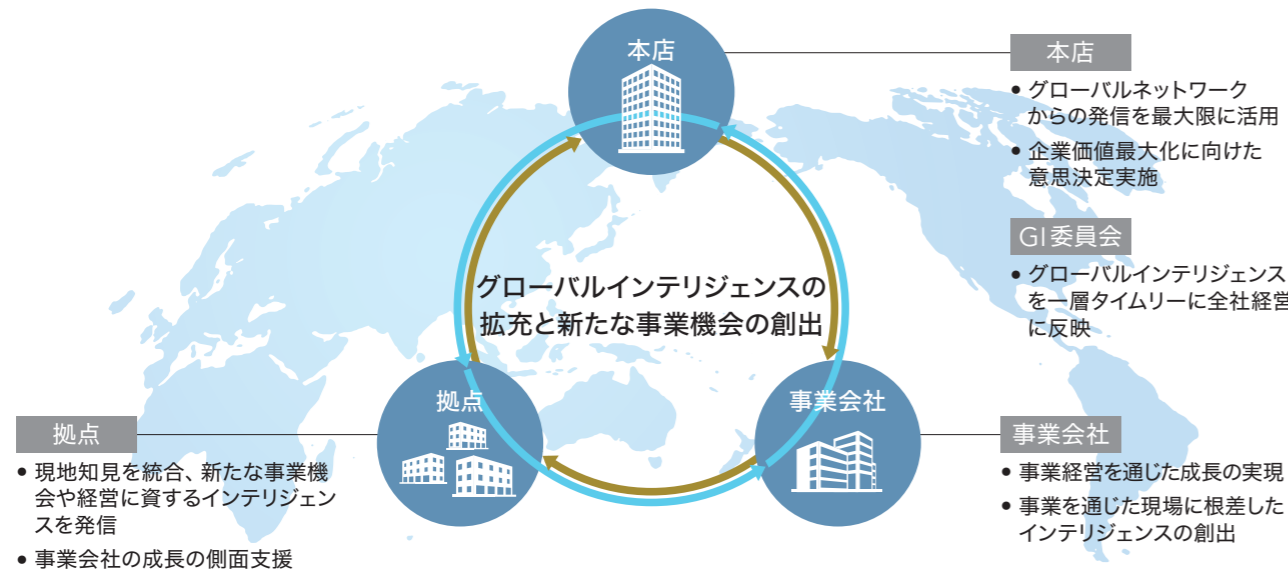 本店
本店
• グローバルネットワーク
からの発信を最大限に活用
• 企業価値最大化に向けた
意思決定実施
GI委員会
• グローバルインテリジェンス
を一層タイムリーに全社経営
に反映
グローバルインテリジェンスの
拡充と新たな事業機会の創出
拠点
事業会社
拠点
• 現地知見を統合、新たな事業機
会や経営に資するインテリジェン
スを発信
• 事業会社の成長の側面支援
事業会社
• 事業経営を通じた成長の実現
• 事業を通じた現場に根差した
インテリジェンスの創出